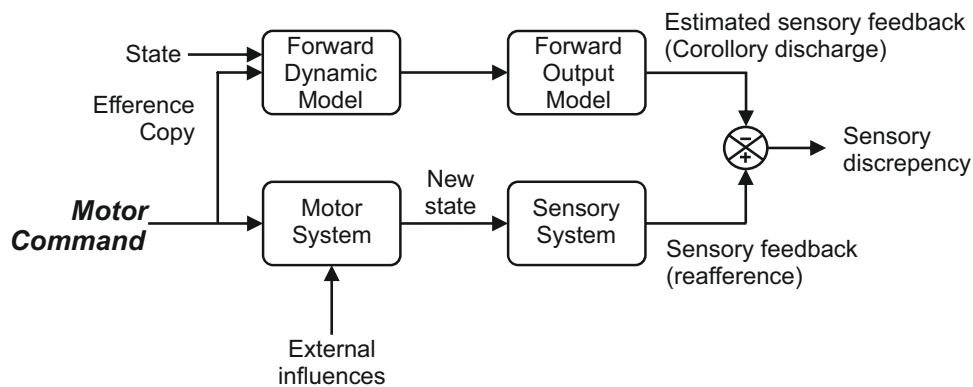 State
Efference
Copy
Forward
Dynamic
Model
Forward
Output
Model
Estimated sensory feedback
(Corollory discharge)
−
+
Sensory
discrepency
Motor
Command
Motor
System
New
state
Sensory
System
Sensory feedback
(reafference)
External
influences